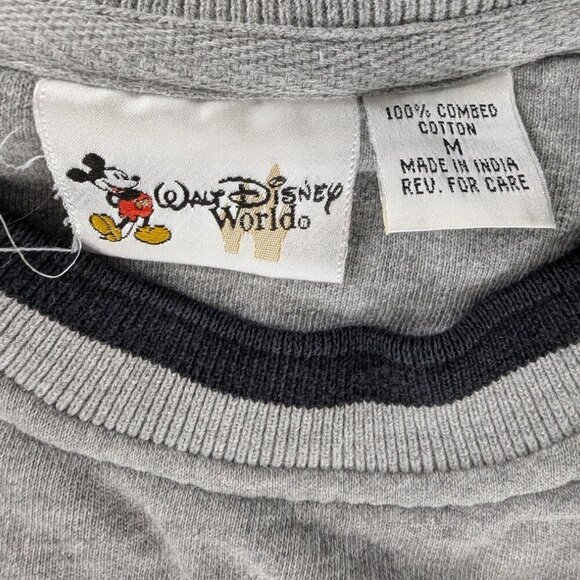 Walt Disney
World®
100% COMBED
COTTON
M
MADE IN INDIA
REV. FOR CARE